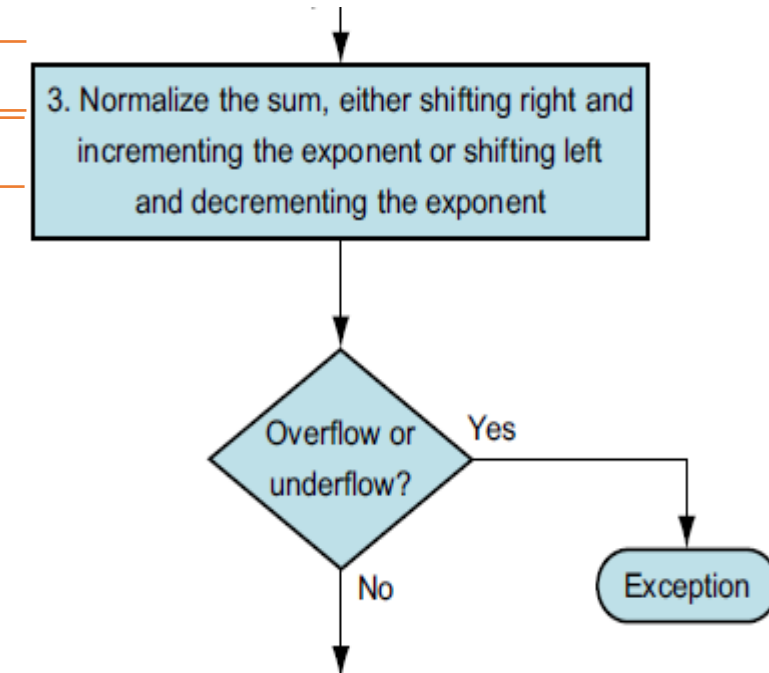 3. Normalize the sum, either shifting right and
incrementing the exponent or shifting left
and decrementing the exponent
Overflow or
underflow?
Yes
No
Exception